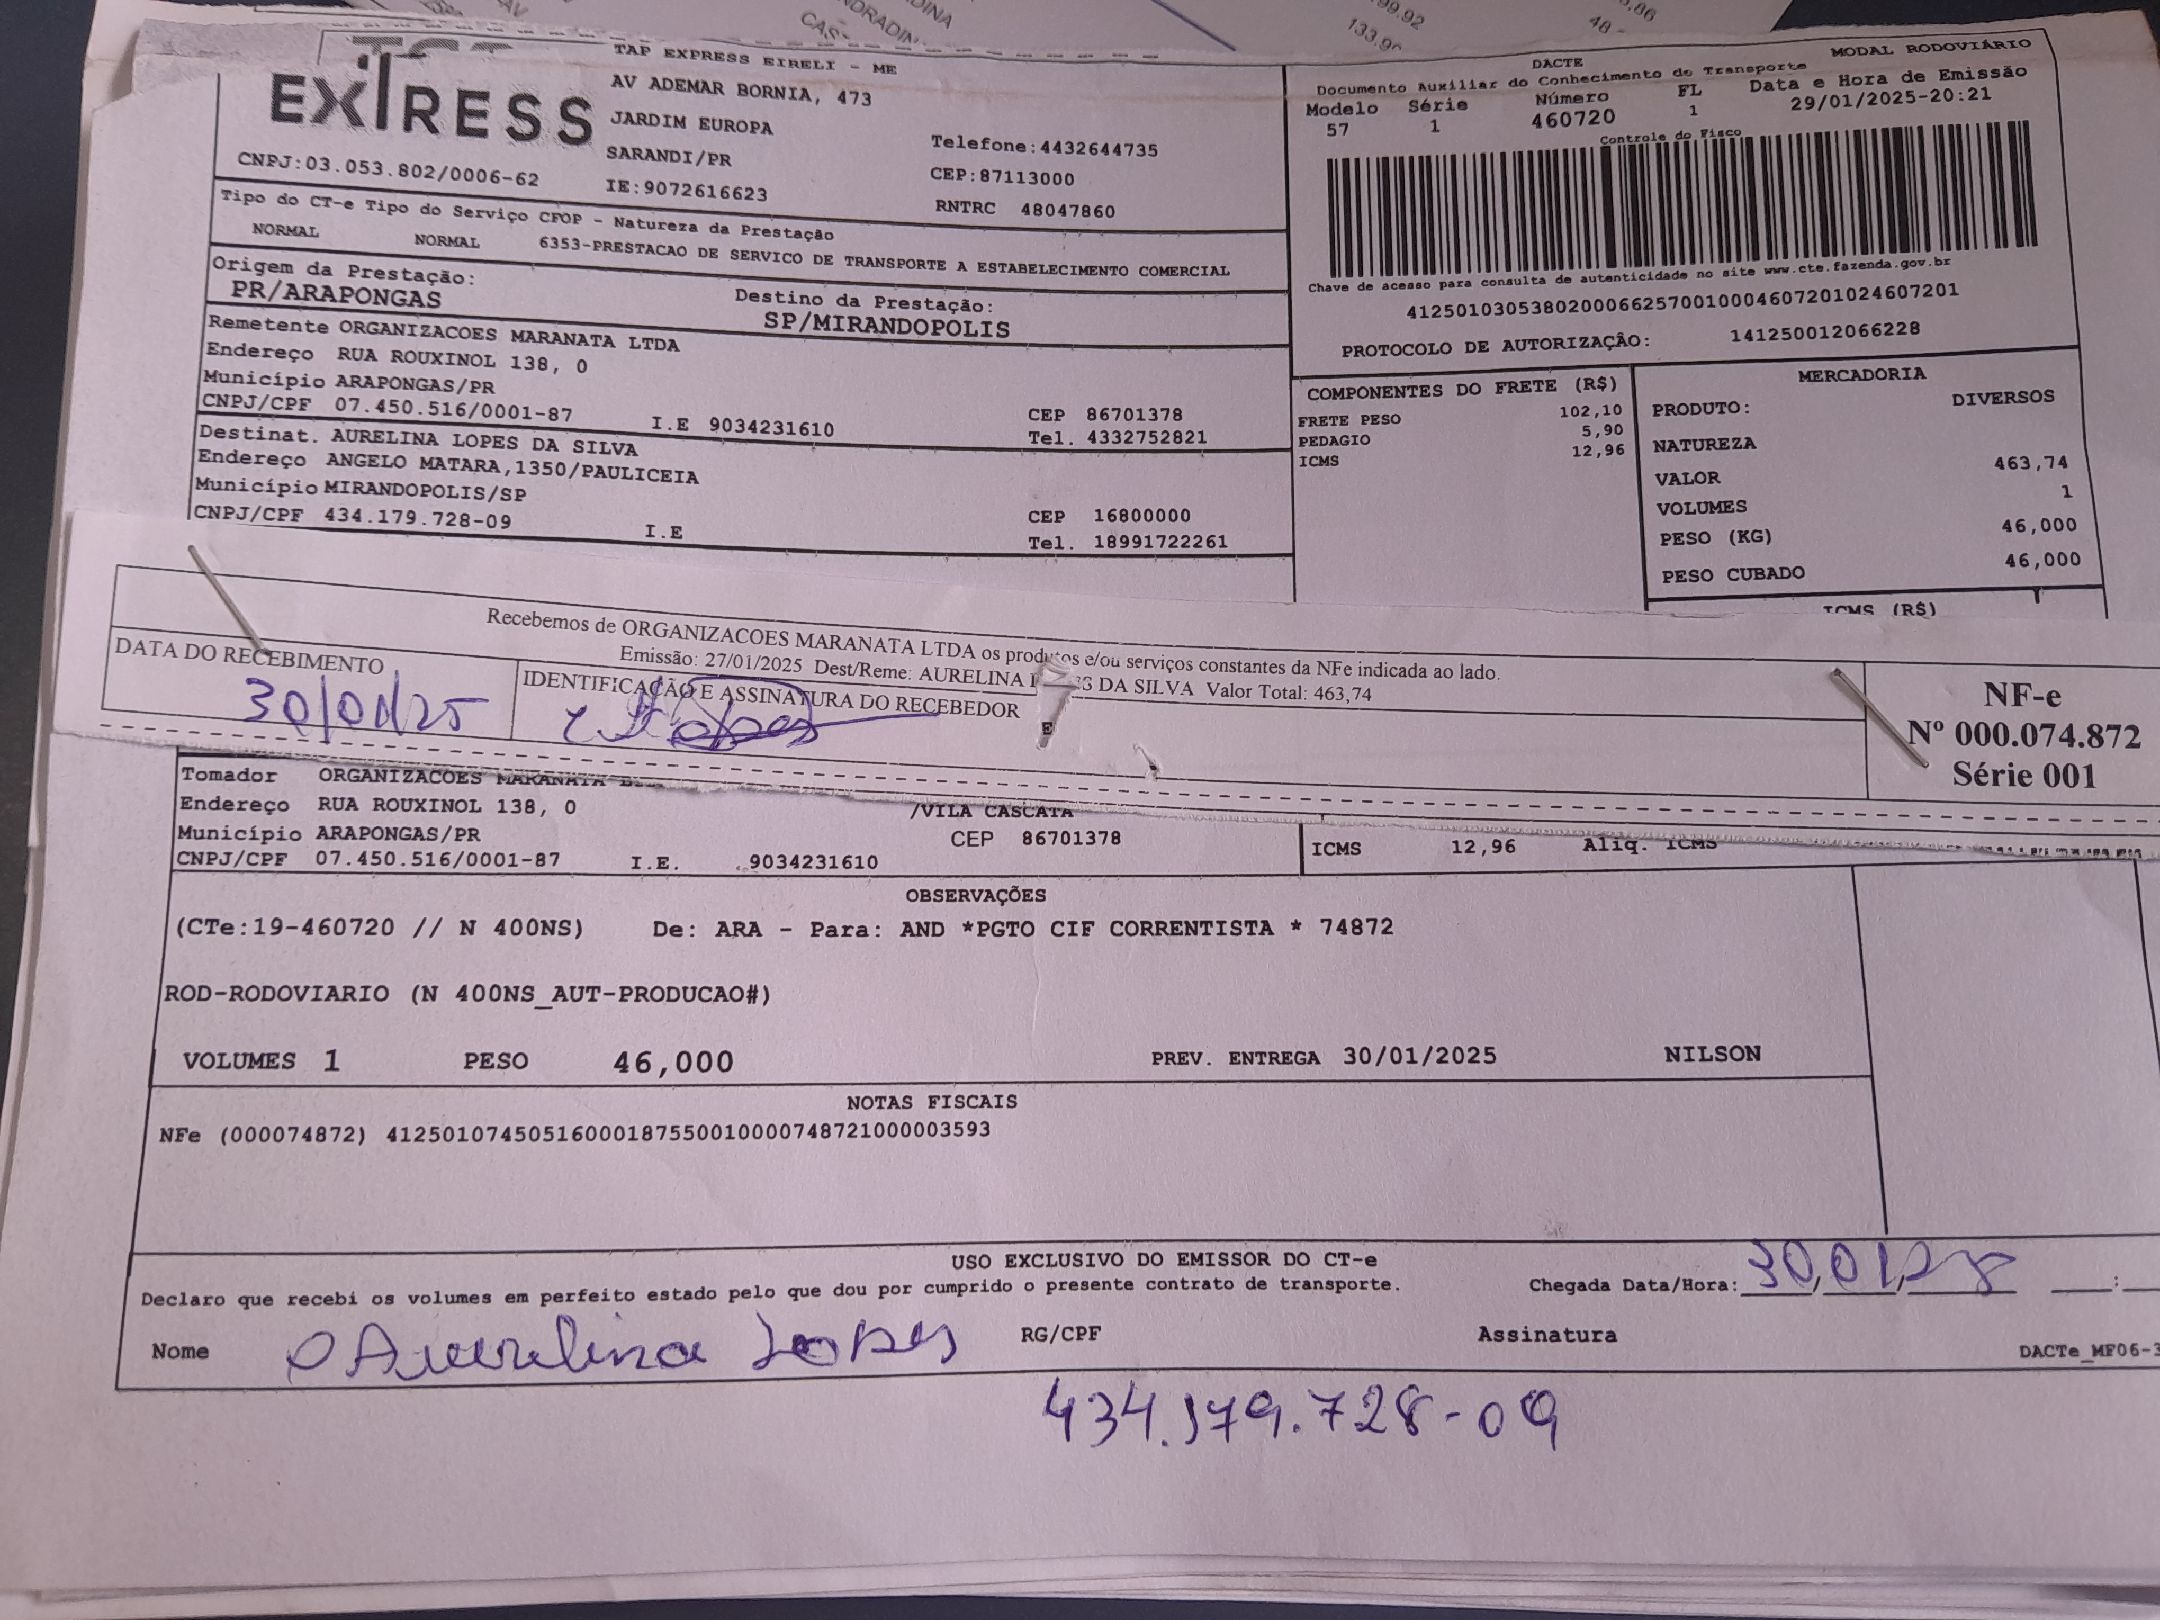 EXTRESS
TAP EXPRESS EIRELI - ME
AV ADEMAR BORNIA, 473
JARDIM EUROPA
SARANDI/PR
IE:9072616623
Telefone:4432644735
CEP:87113000
RNTRC 48047860
CNPJ:03.053.802/0006-62
DACTE
MODAL RODOVIÁRIO
Documento Auxiliar do Conhecimento de Transporte
Modelo Série Número FL Data e Hora de Emissão
57 1 460720 1 29/01/2025-20:21
Controle do Fisco
Chave de acesso para consulta de autenticidade no site www.cte.fazenda.gov.br
41250103053802000662570010004607201024607201
PROTOCOLO DE AUTORIZAÇÃO: 141250012066228
Tipo do CT-e Tipo do Serviço CFOP - Natureza da Prestação
NORMAL NORMAL 6353-PRESTACAO DE SERVICO DE TRANSPORTE A ESTABELECIMENTO COMERCIAL
Origem da Prestação: Destino da Prestação:
PR/ARAPONGAS SP/MIRANDOPOLIS
Remetente ORGANIZACOES MARANATA LTDA
Endereço RUA ROUXINOL 138, 0
Município ARAPONGAS/PR CEP 86701378
CNPJ/CPF 07.450.516/0001-87 I.E 9034231610 Tel. 4332752821
Destinat. AURELINA LOPES DA SILVA
Endereço ANGELO MATARA,1350/PAULICEIA
Município MIRANDOPOLIS/SP CEP 16800000
CNPJ/CPF 434.179.728-09 I.E Tel. 18991722261
COMPONENTES DO FRETE (R$)
FRETE PESO 102,10
PEDAGIO 5,90
ICMS 12,96
MERCADORIA
PRODUTO: DIVERSOS
NATUREZA
VALOR 463,74
VOLUMES 1
PESO (KG) 46,000
PESO CUBADO 46,000
ICMS (R$)
Recebemos de ORGANIZACOES MARANATA LTDA os produtos e/ou serviços constantes da NFe indicada ao lado.
Emissão: 27/01/2025 Dest/Reme: AURELINA DA SILVA Valor Total: 463,74
DATA DO RECEBIMENTO
30/01/25
IDENTIFICAÇÃO E ASSINATURA DO RECEBEDOR
NF-e
Nº 000.074.872
Série 001
Tomador ORGANIZACOES MARANATA
Endereço RUA ROUXINOL 138, 0 /VILA CASCATA
Município ARAPONGAS/PR CEP 86701378
CNPJ/CPF 07.450.516/0001-87 I.E. 9034231610
ICMS 12,96 Aliq. ICMS
OBSERVAÇÕES
(CTe:19-460720 // N 400NS) De: ARA - Para: AND *PGTO CIF CORRENTISTA * 74872
ROD-RODOVIARIO (N 400NS_AUT-PRODUCAO#)
VOLUMES 1 PESO 46,000 PREV. ENTREGA 30/01/2025 NILSON
NOTAS FISCAIS
NFe (000074872) 41250107450516000187550010000748721000003593
USO EXCLUSIVO DO EMISSOR DO CT-e
Declaro que recebi os volumes em perfeito estado pelo que dou por cumprido o presente contrato de transporte. Chegada Data/Hora: 30,01,25
Nome Aurelina Lopes RG/CPF Assinatura
DACTe_MF06-3
434.179.728-09